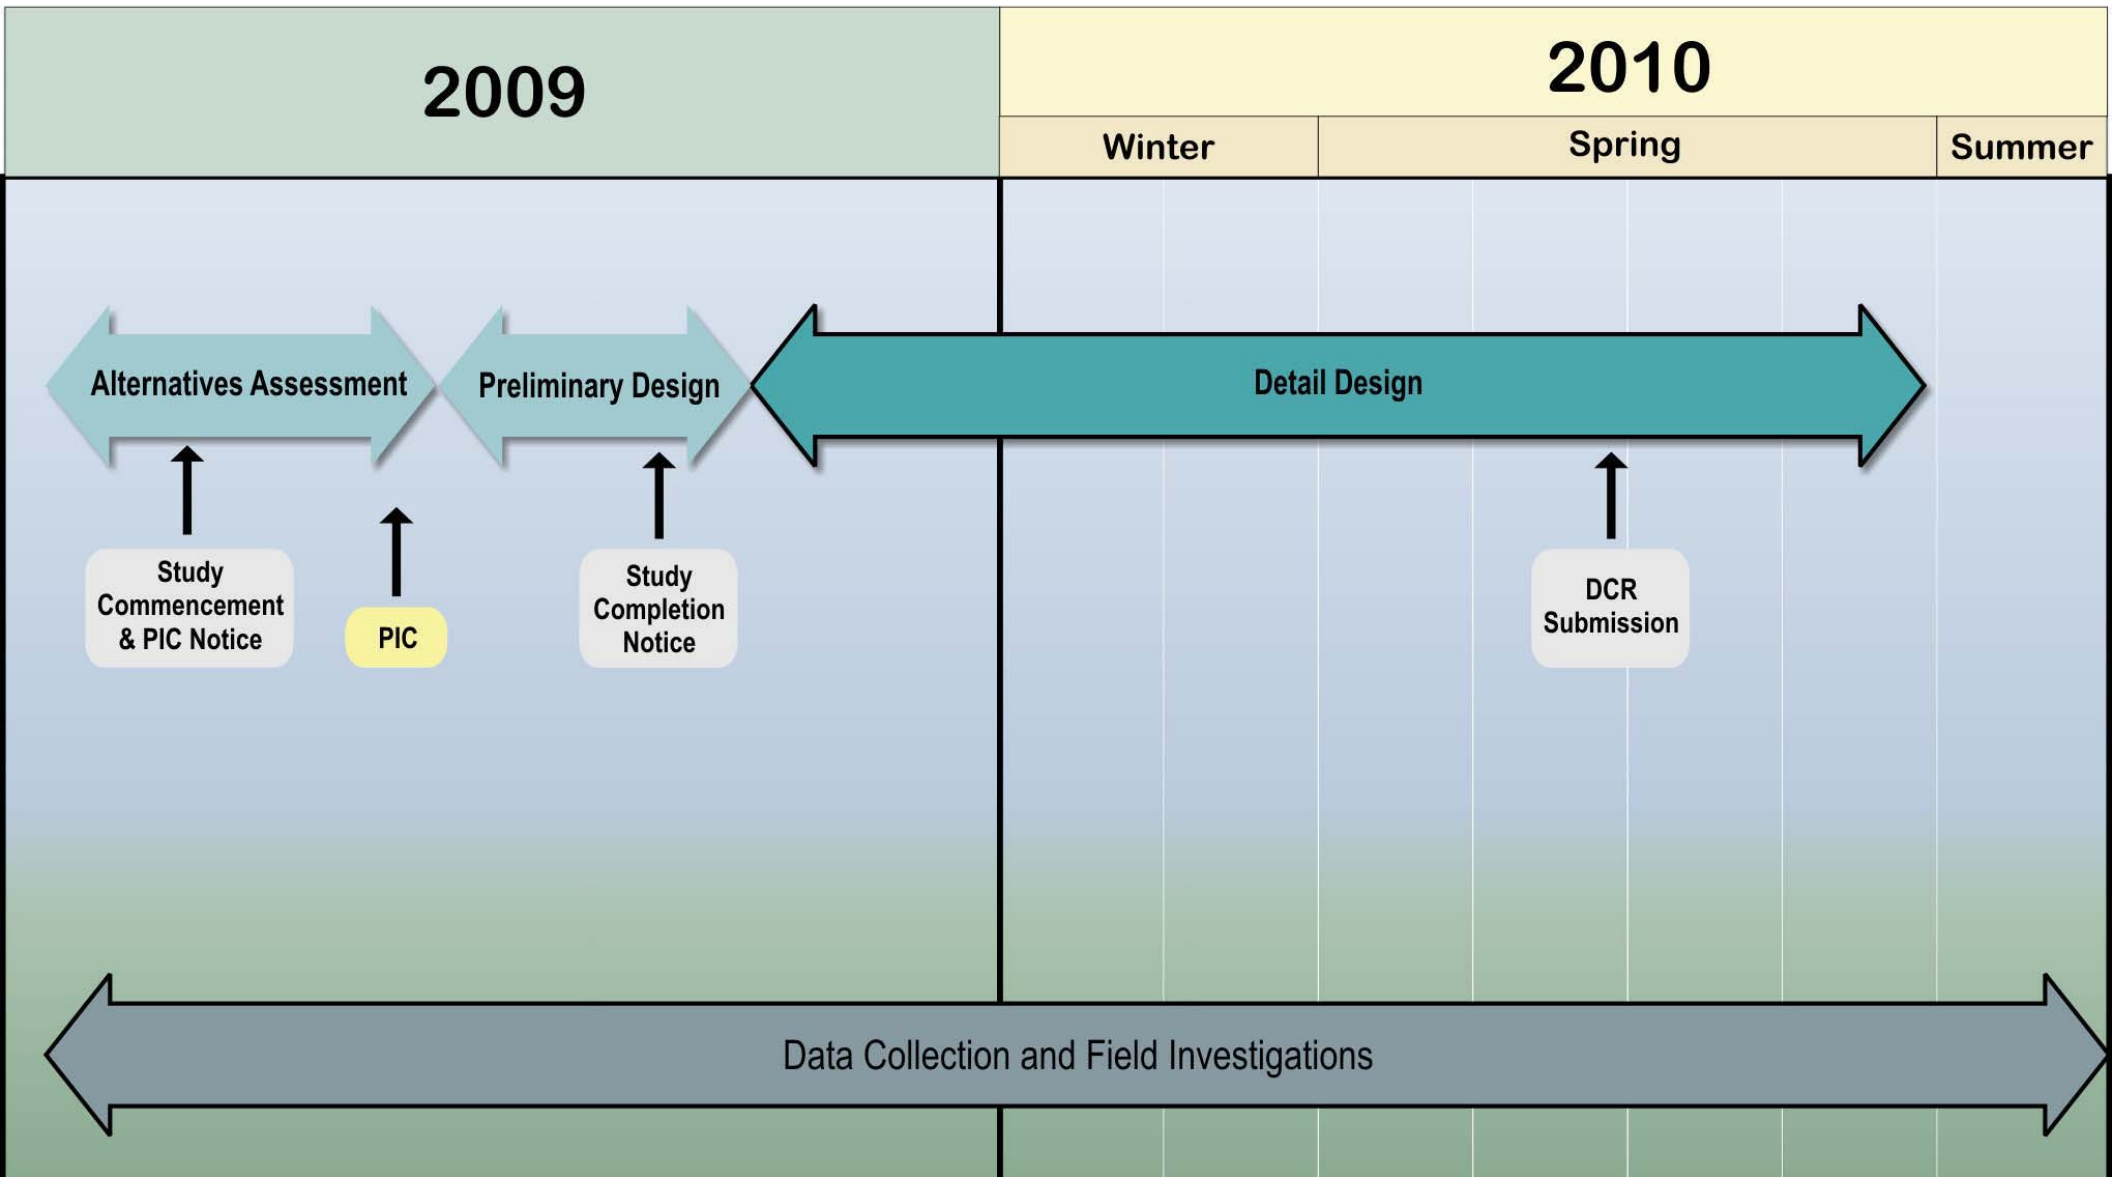 2009
2010
Winter
Spring
Summer
Alternatives Assessment
Preliminary Design
Detail Design
Study
Commencement
& PIC Notice
PIC
Study
Completion
Notice
DCR
Submission
Data Collection and Field Investigations